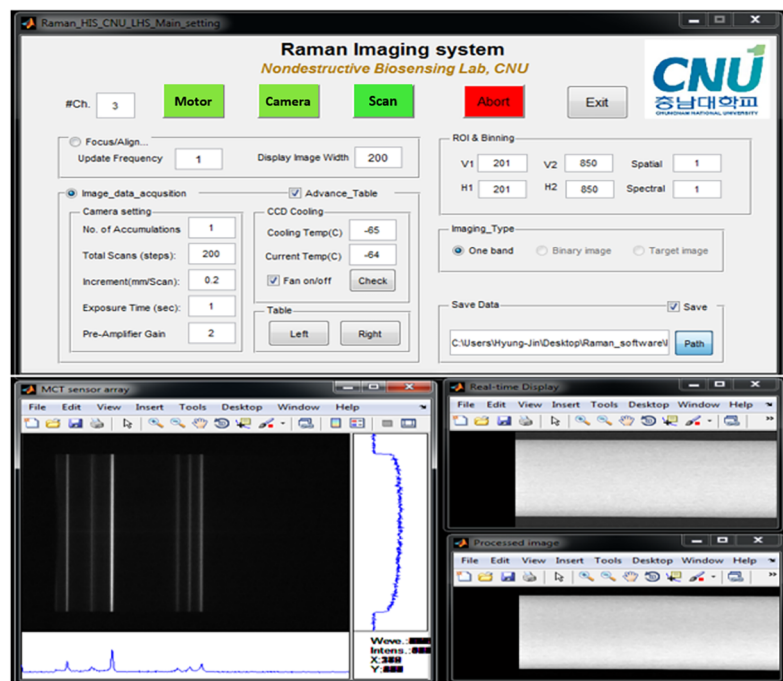 Raman_HIS_CNU_LHS_Main_setting
Raman Imaging system
Nondestructive Biosensing Lab, CNU
CNU
충남대학교
CHUNGNAM NATIONAL UNIVERSITY
#Ch. 3 Motor Camera Scan Abort Exit
Focus/Align...
Update Frequency 1 Display Image Width 200
Image_data_acqusition Advance_Table
Camera setting
No. of Accumulations 1
Total Scans (steps): 200
Increment(mm/Scan): 0.2
Exposure Time (sec): 1
Pre-Amplifier Gain 2
CCD Cooling
Cooling Temp(C) -65
Current Temp(C) -64
Fan on/off Check
Table
Left Right
ROI & Binning
V1 201 V2 850 Spatial 1
H1 201 H2 850 Spectral 1
Imaging_Type
One band Binary image Target image
Save Data Save
C:\Users\Hyung-Jin\Desktop\Raman_software\ Path
MCT sensor array
File Edit View Insert Tools Desktop Window Help
Wave.:
Intens.:
X:
Y:
Real-time Display
File Edit View Insert Tools Desktop Window Help
Processed image
File Edit View Insert Tools Desktop Window Help